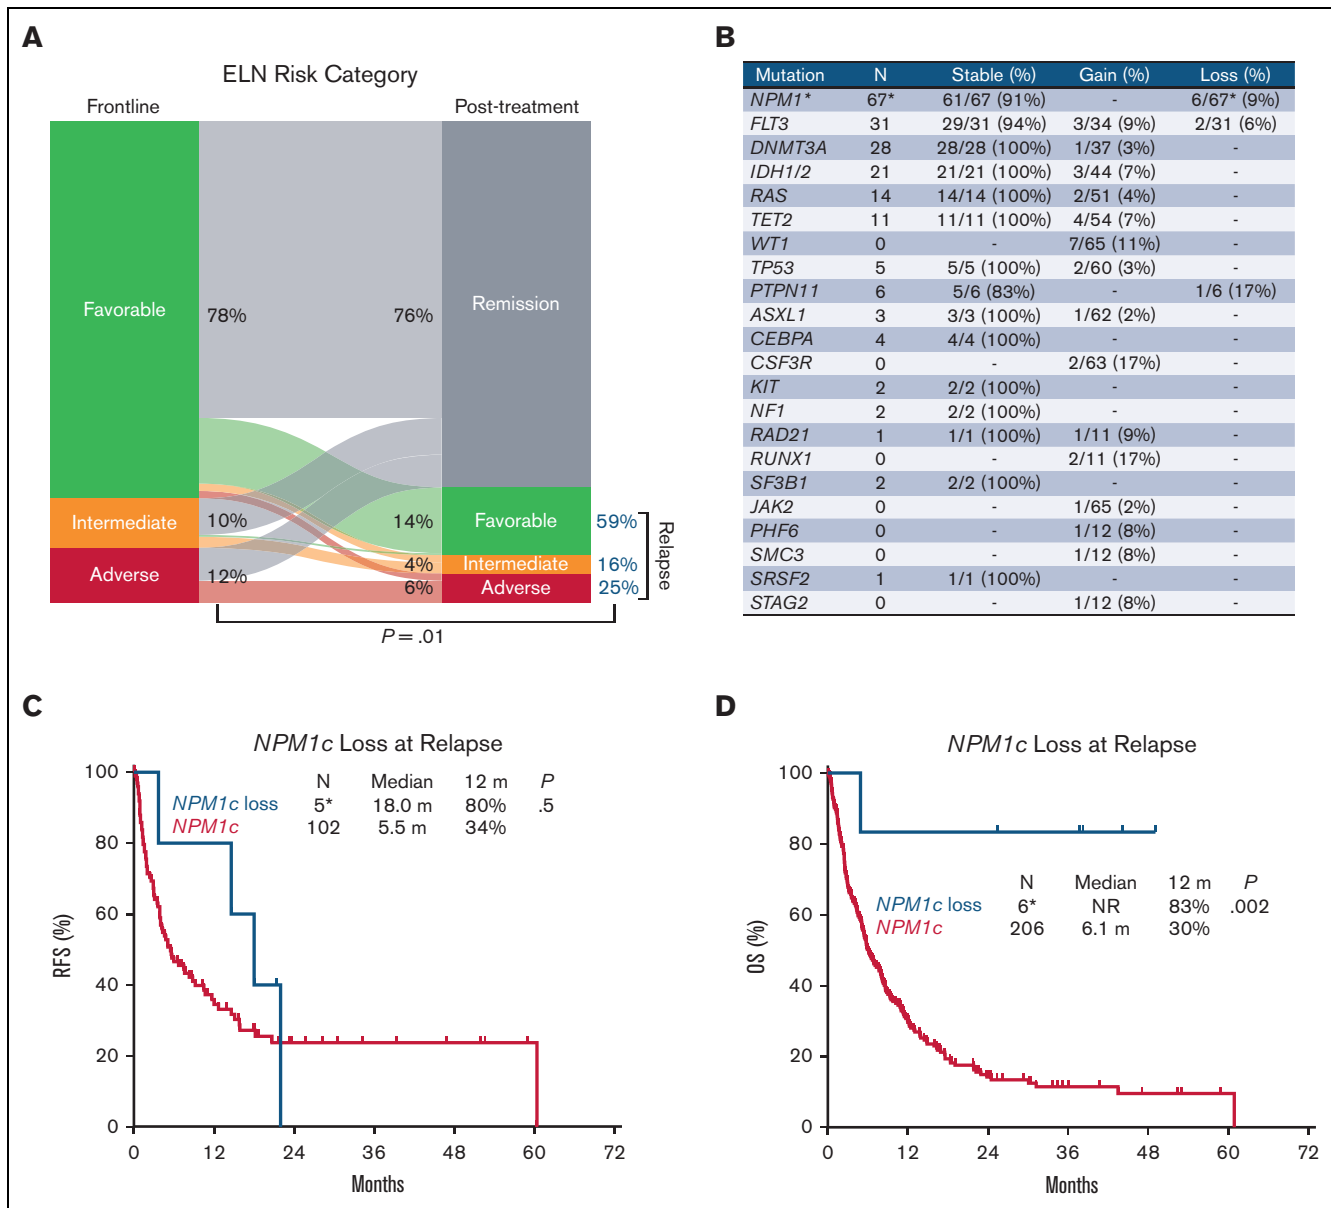 A
ELN Risk Category
Frontline
Post-treatment
Favorable
78%
76%
Remission
Intermediate
10%
14%
Favorable
59%
Adverse
12%
4%
Intermediate
16%
6%
Adverse
25%
Relapse
P = .01
B
Mutation N Stable (%) Gain (%) Loss (%)
NPM1* 67* 61/67 (91%) - 6/67* (9%)
FLT3 31 29/31 (94%) 3/34 (9%) 2/31 (6%)
DNMT3A 28 28/28 (100%) 1/37 (3%) -
IDH1/2 21 21/21 (100%) 3/44 (7%) -
RAS 14 14/14 (100%) 2/51 (4%) -
TET2 11 11/11 (100%) 4/54 (7%) -
WT1 0 - 7/65 (11%) -
TP53 5 5/5 (100%) 2/60 (3%) -
PTPN11 6 5/6 (83%) - 1/6 (17%)
ASXL1 3 3/3 (100%) 1/62 (2%) -
CEBPA 4 4/4 (100%) - -
CSF3R 0 - 2/63 (17%) -
KIT 2 2/2 (100%) - -
NF1 2 2/2 (100%) - -
RAD21 1 1/1 (100%) 1/11 (9%) -
RUNX1 0 - 2/11 (17%) -
SF3B1 2 2/2 (100%) - -
JAK2 0 - 1/65 (2%) -
PHF6 0 - 1/12 (8%) -
SMC3 0 - 1/12 (8%) -
SRSF2 1 1/1 (100%) - -
STAG2 0 - 1/12 (8%) -
C
NPM1c Loss at Relapse
N Median 12 m P
NPM1c loss 5* 18.0 m 80% .5
NPM1c 102 5.5 m 34%
RFS (%)
100
80
60
40
20
0
0 12 24 36 48 60 72
Months
D
NPM1c Loss at Relapse
N Median 12 m P
NPM1c loss 6* NR 83% .002
NPM1c 206 6.1 m 30%
OS (%)
100
80
60
40
20
0
0 12 24 36 48 60 72
Months